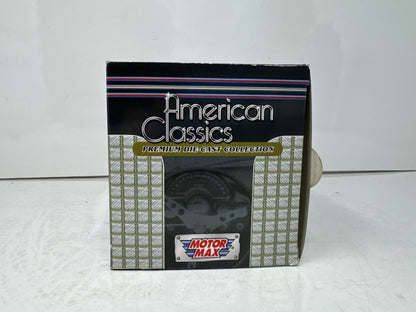 American
Classics
PREMIUM DIE-CAST COLLECTION
MOTOR
MAX